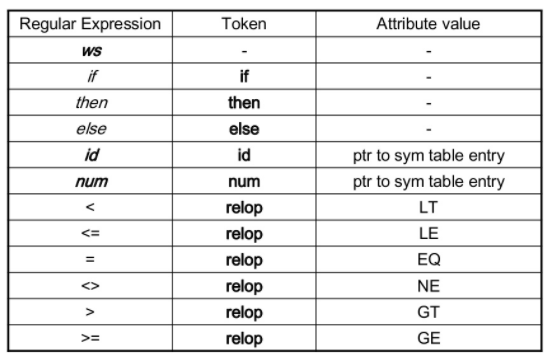 Regular Expression Token Attribute value
ws - -
if if -
then then -
else else -
id id ptr to sym table entry
num num ptr to sym table entry
< relop LT
<= relop LE
= relop EQ
<> relop NE
> relop GT
>= relop GE